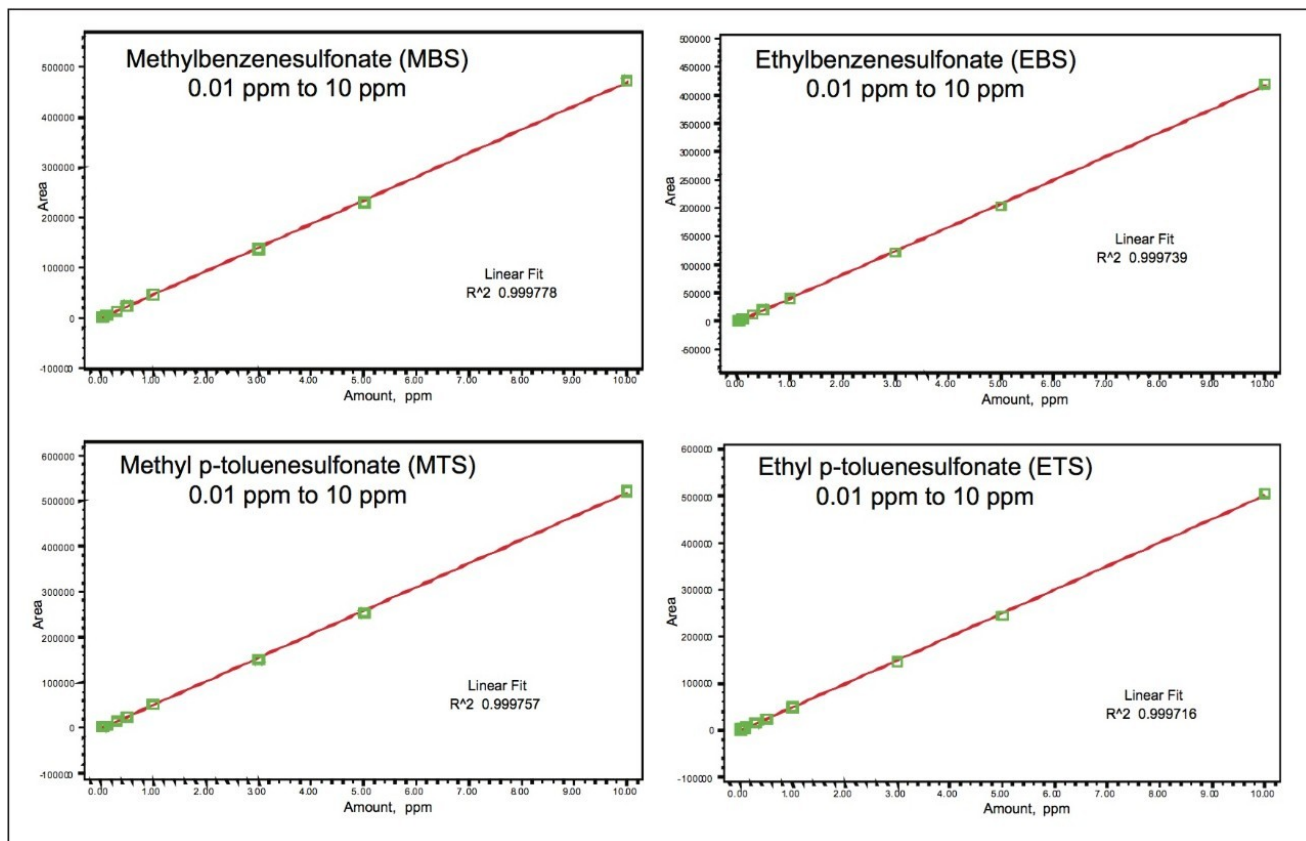 Methylbenzenesulfonate (MBS)
0.01 ppm to 10 ppm
500000
400000
300000
200000
100000
0
-100000
Area
Linear Fit
R^2 0.999778
0.00 1.00 2.00 3.00 4.00 5.00 6.00 7.00 8.00 9.00 10.00
Amount, ppm
Ethylbenzenesulfonate (EBS)
0.01 ppm to 10 ppm
500000
450000
400000
350000
300000
250000
200000
150000
100000
50000
0
-50000
Area
Linear Fit
R^2 0.999739
0.00 1.00 2.00 3.00 4.00 5.00 6.00 7.00 8.00 9.00 10.00
Amount, ppm
Methyl p-toluenesulfonate (MTS)
0.01 ppm to 10 ppm
600000
500000
400000
300000
200000
100000
0
-100000
Area
Linear Fit
R^2 0.999757
0.00 1.00 2.00 3.00 4.00 5.00 6.00 7.00 8.00 9.00 10.00
Amount, ppm
Ethyl p-toluenesulfonate (ETS)
0.01 ppm to 10 ppm
600000
500000
400000
300000
200000
100000
0
-100000
Area
Linear Fit
R^2 0.999716
0.00 1.00 2.00 3.00 4.00 5.00 6.00 7.00 8.00 9.00 10.00
Amount, ppm